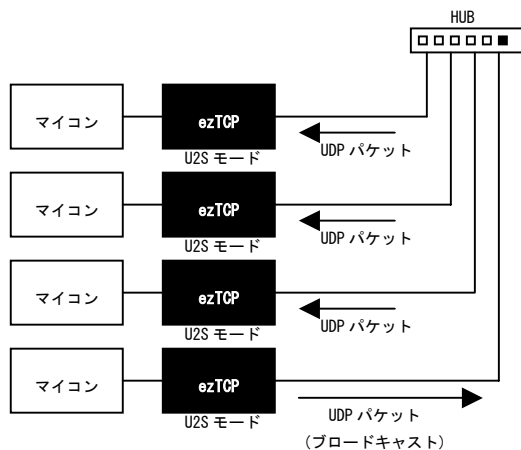 HUB
マイコン
ezTCP
U2S モード
UDP パケット
マイコン
ezTCP
U2S モード
UDP パケット
マイコン
ezTCP
U2S モード
UDP パケット
マイコン
ezTCP
U2S モード
UDP パケット
(ブロードキャスト)